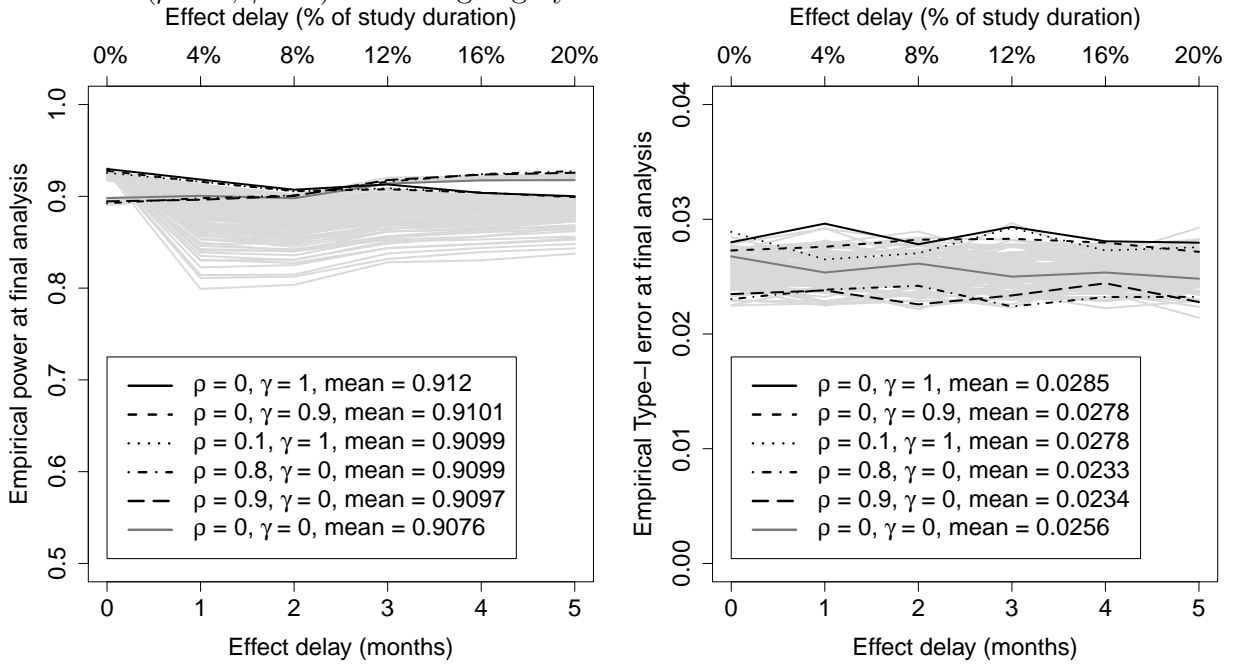 Effect delay (% of study duration)
0% 4% 8% 12% 16% 20%
Empirical power at final analysis
1.0
0.9
0.8
0.7
0.6
0.5
ρ = 0, γ = 1, mean = 0.912
ρ = 0, γ = 0.9, mean = 0.9101
ρ = 0.1, γ = 1, mean = 0.9099
ρ = 0.8, γ = 0, mean = 0.9099
ρ = 0.9, γ = 0, mean = 0.9097
ρ = 0, γ = 0, mean = 0.9076
0 1 2 3 4 5
Effect delay (months)
Effect delay (% of study duration)
0% 4% 8% 12% 16% 20%
Empirical Type−I error at final analysis
0.04
0.03
0.02
0.01
0.00
ρ = 0, γ = 1, mean = 0.0285
ρ = 0, γ = 0.9, mean = 0.0278
ρ = 0.1, γ = 1, mean = 0.0278
ρ = 0.8, γ = 0, mean = 0.0233
ρ = 0.9, γ = 0, mean = 0.0234
ρ = 0, γ = 0, mean = 0.0256
0 1 2 3 4 5
Effect delay (months)